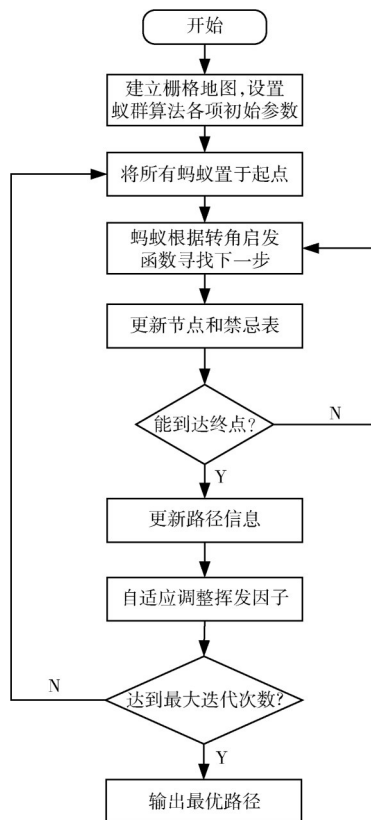 开始
建立栅格地图,设置
蚁群算法各项初始参数
将所有蚂蚁置于起点
蚂蚁根据转角启发
函数寻找下一步
更新节点和禁忌表
能到达终点?
N
Y
更新路径信息
自适应调整挥发因子
N
达到最大迭代次数?
Y
输出最优路径